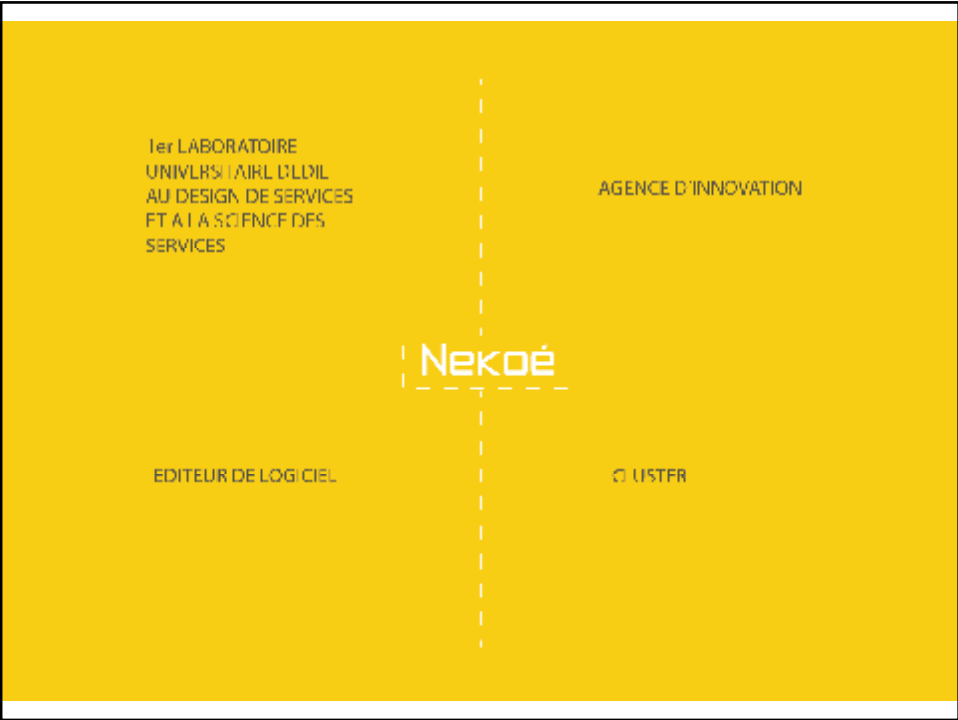 1er LABORATOIRE
UNIVERSITAIRE DEDIE
AU DESIGN DE SERVICES
ET A LA SCIENCE DES
SERVICES
AGENCE D'INNOVATION
Nekoé
EDITEUR DE LOGICIEL
CLUSTER